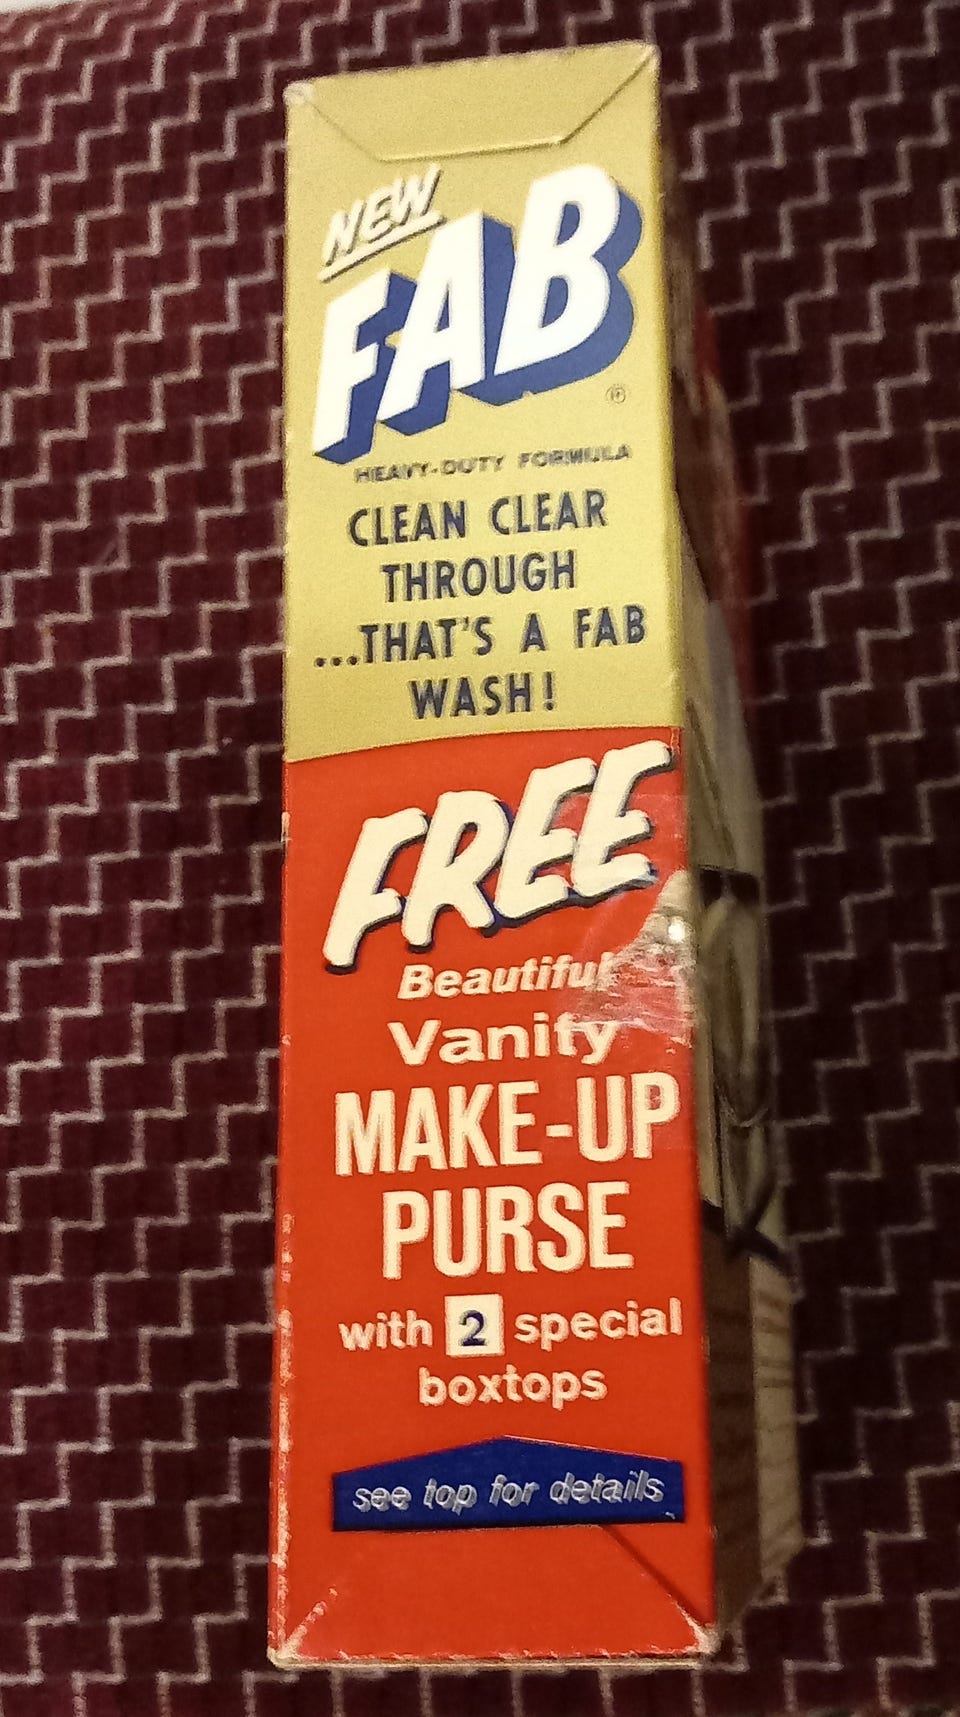 NEW
FAB
®
HEAVY-DUTY FORMULA
CLEAN CLEAR
THROUGH
...THAT'S A FAB
WASH!
FREE
Beautiful
Vanity
MAKE-UP
PURSE
with 2 special
boxtops
see top for details